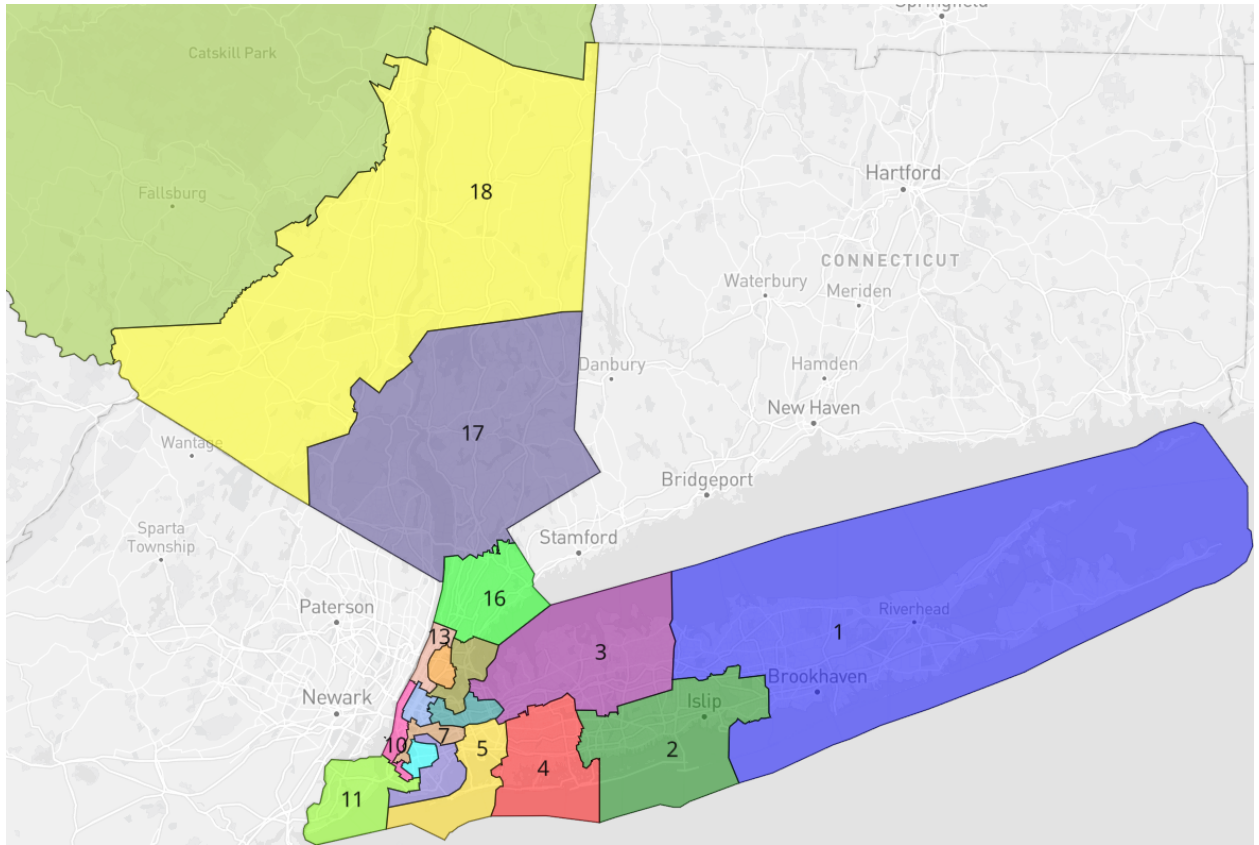 Springfield
Catskill Park
18
Fallsburg
Hartford
CONNECTICUT
Waterbury
Meriden
Danbury
Hamden
New Haven
17
Wantage
Bridgeport
Sparta
Township
Stamford
16
Paterson
13
3
1
Riverhead
Newark
Islip
Brookhaven
10
7
5
4
2
11